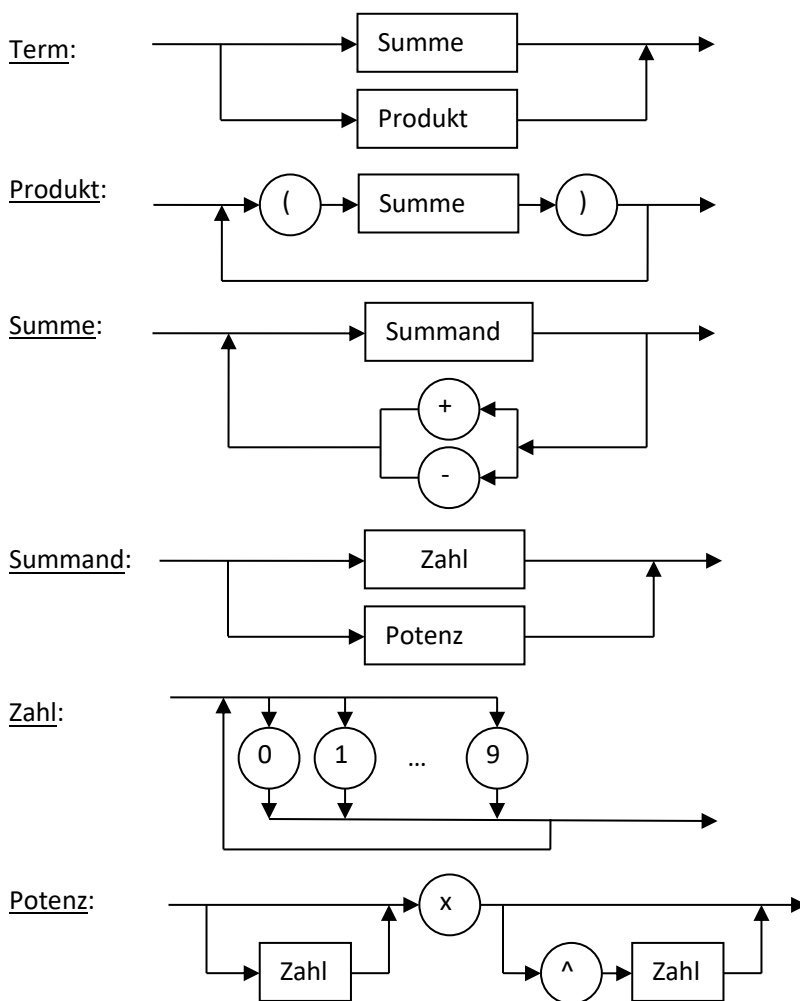 Term:
Summe
Produkt
Produkt:
( Summe )
Summe:
Summand
+
-
Summand:
Zahl
Potenz
Zahl:
0 1 ... 9
Potenz:
x
Zahl
^ Zahl